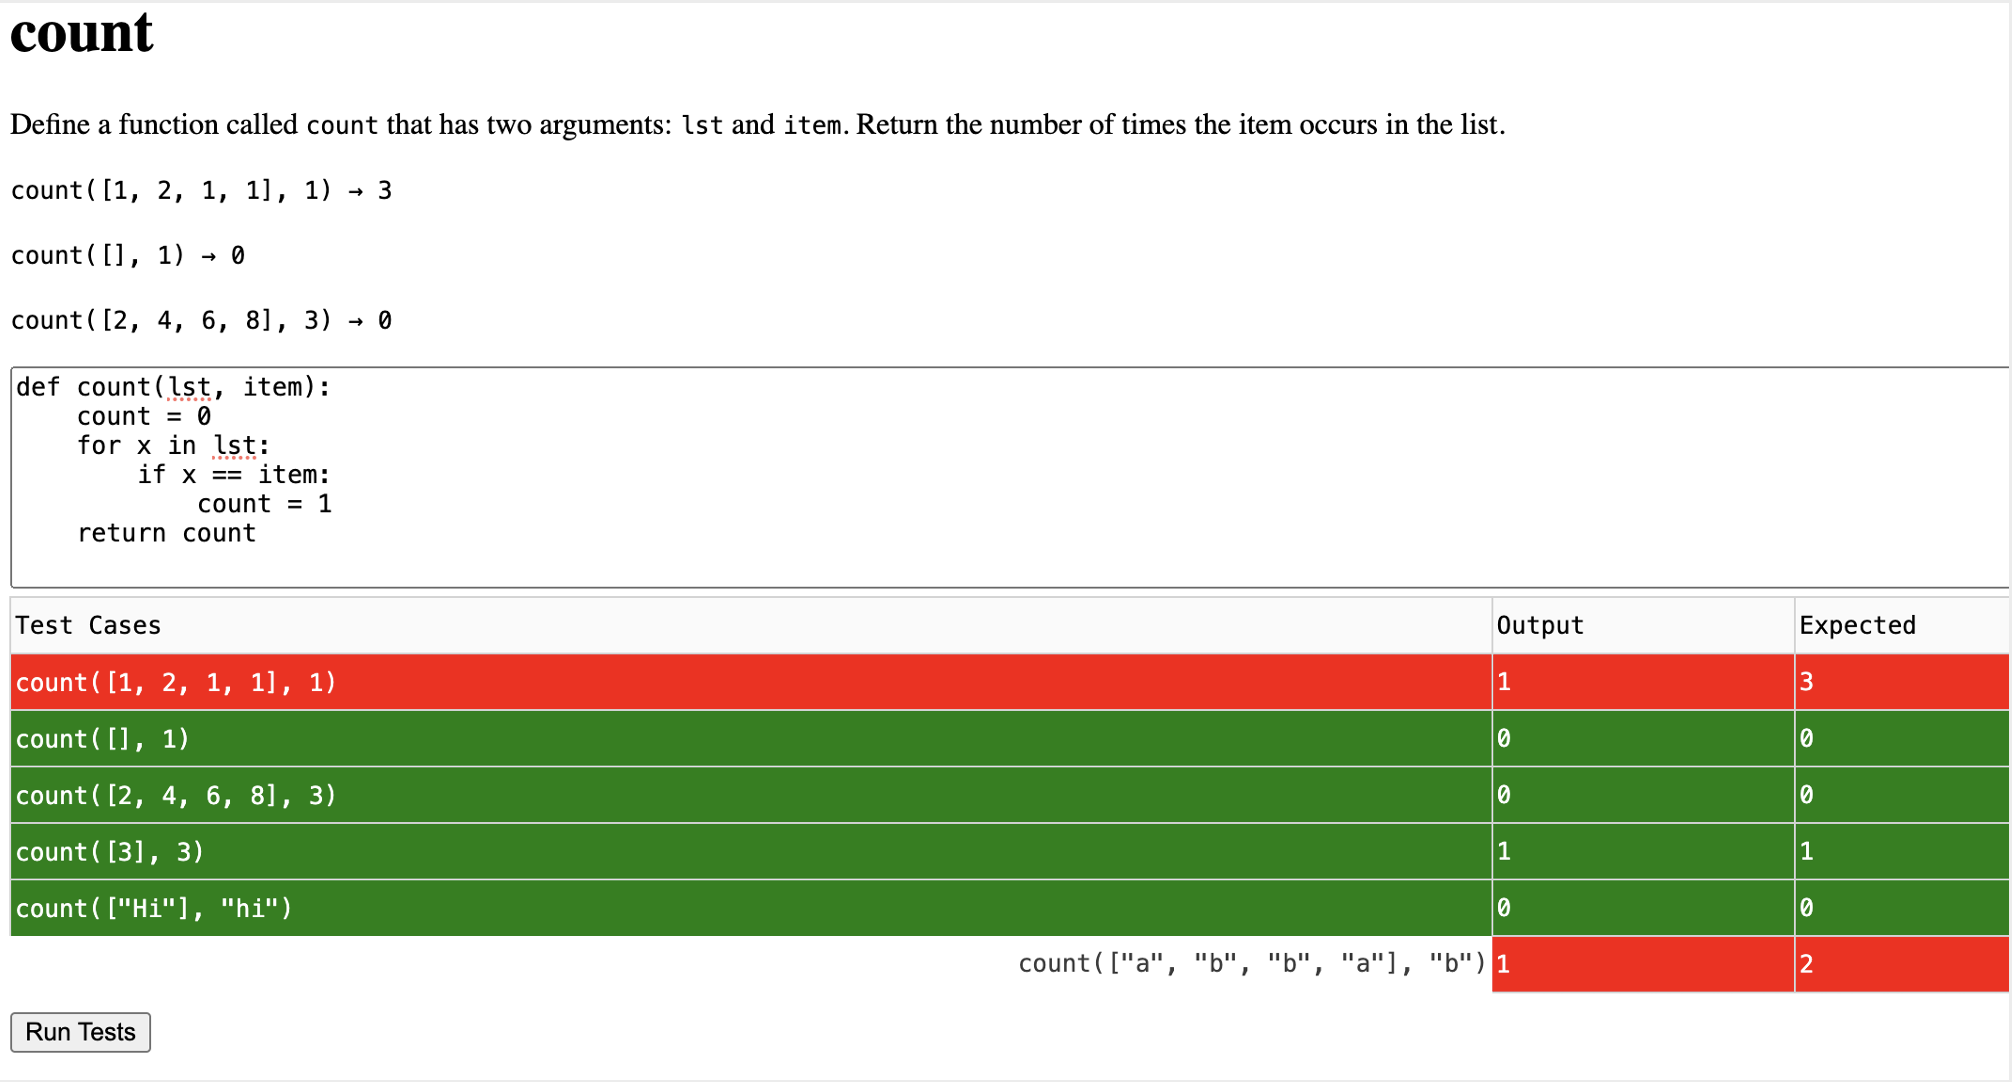 count
Define a function called count that has two arguments: lst and item. Return the number of times the item occurs in the list.
count([1, 2, 1, 1], 1) → 3
count([], 1) → 0
count([2, 4, 6, 8], 3) → 0
def count(lst, item):
    count = 0
    for x in lst:
        if x == item:
            count = 1
    return count
Test Cases Output Expected
count([1, 2, 1, 1], 1) 1 3
count([], 1) 0 0
count([2, 4, 6, 8], 3) 0 0
count([3], 3) 1 1
count(["Hi"], "hi") 0 0
count(["a", "b", "b", "a"], "b") 1 2
Run Tests